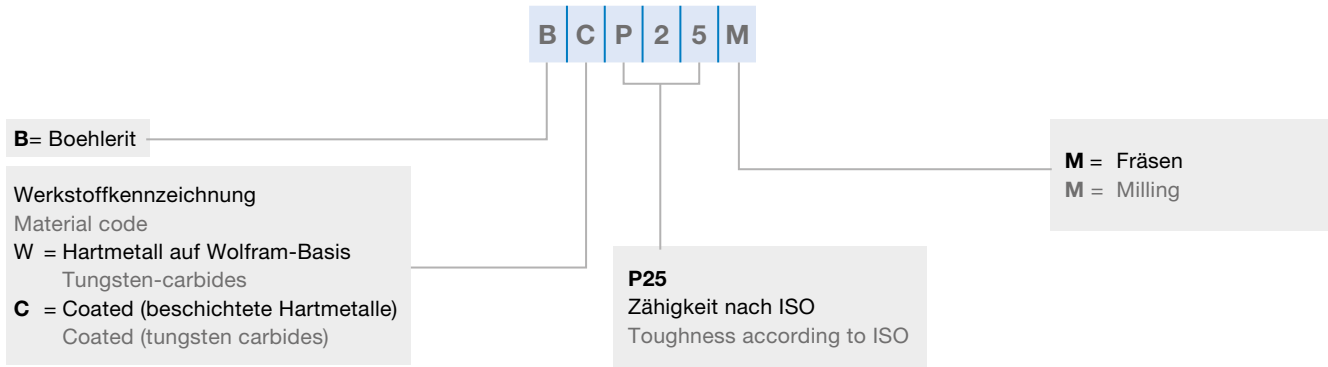 B C P 2 5 M
B= Boehlerit
Werkstoffkennzeichnung
Material code
W = Hartmetall auf Wolfram-Basis
Tungsten-carbides
C = Coated (beschichtete Hartmetalle)
Coated (tungsten carbides)
P25
Zähigkeit nach ISO
Toughness according to ISO
M = Fräsen
M = Milling